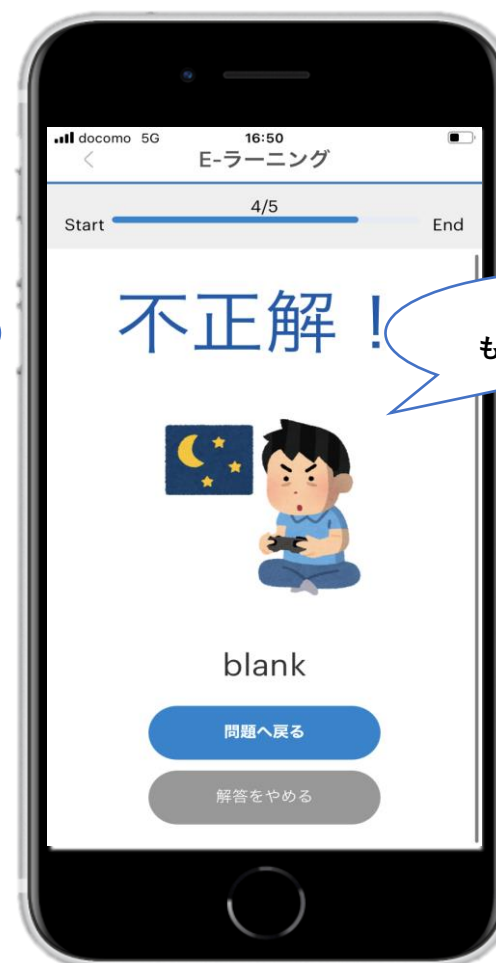 docomo 5G
16:50
E-ラーニング
4/5
Start
End
不正解！
も
blank
問題へ戻る
解答をやめる